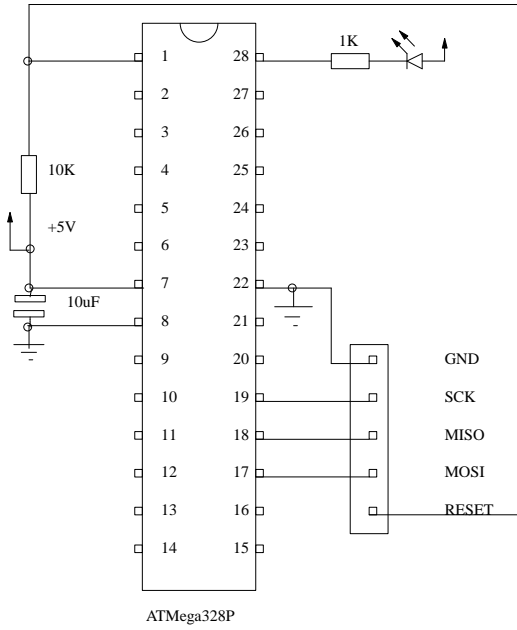 1K
1 28
2 27
3 26
10K 4 25
5 24
+5V 6 23
7 22
10uF 8 21
9 20 GND
10 19 SCK
11 18 MISO
12 17 MOSI
13 16 RESET
14 15
ATMega328P